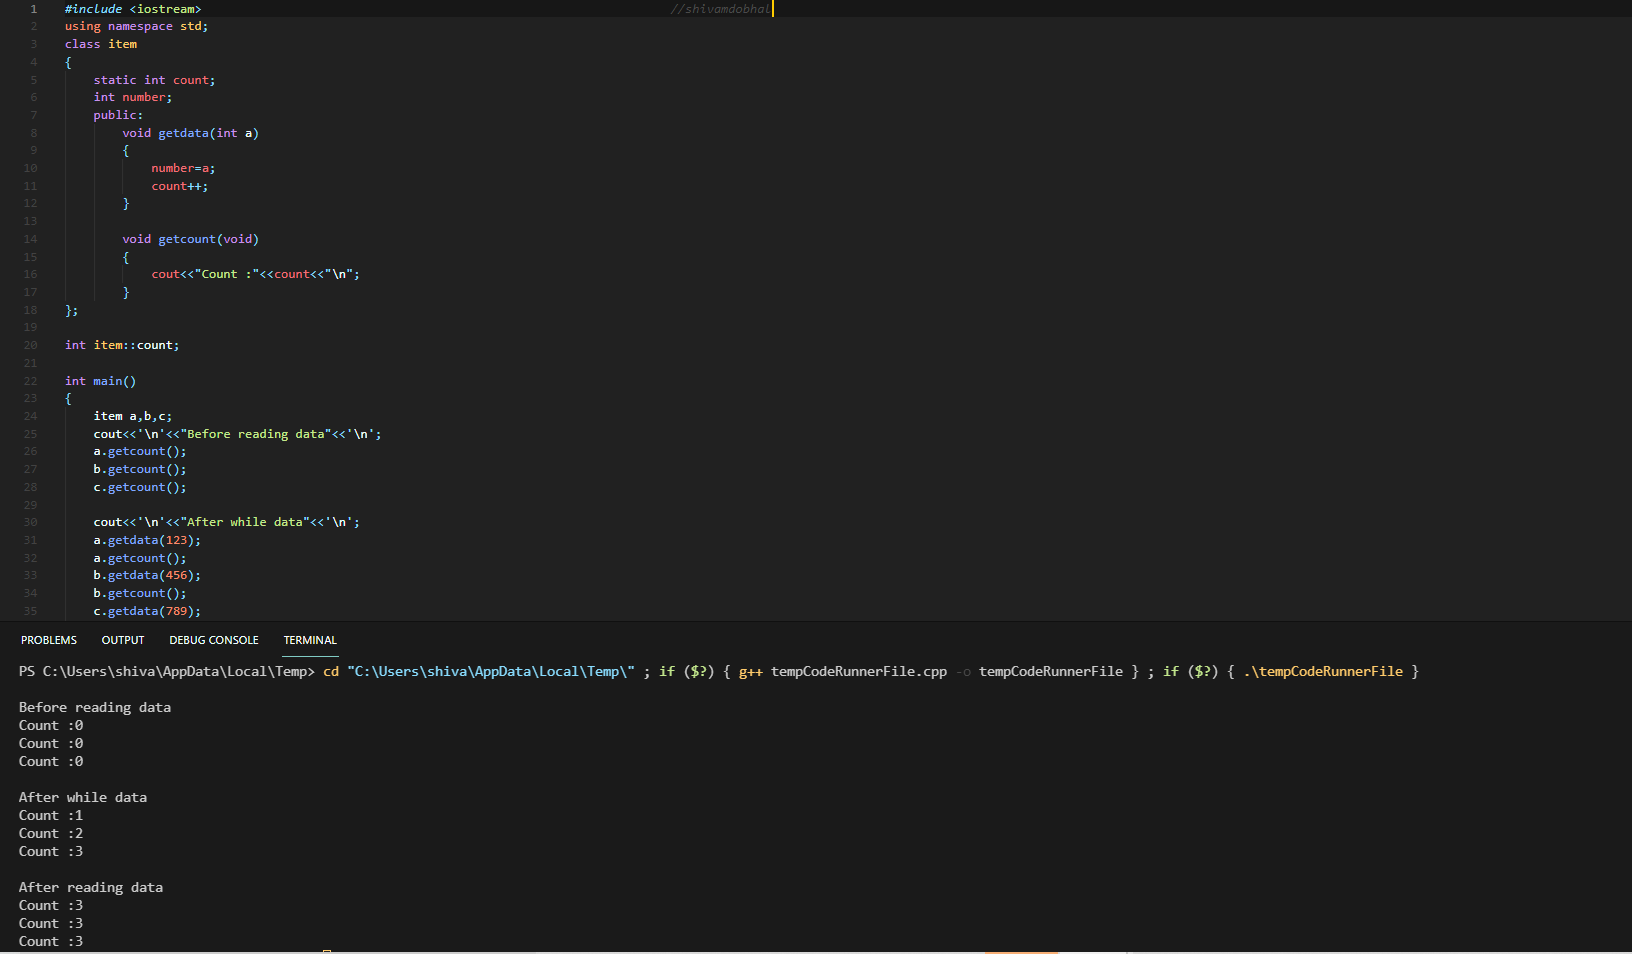 1 #include <iostream> //shivamdobhal
2 using namespace std;
3 class item
4 {
5 static int count;
6 int number;
7 public:
8 void getdata(int a)
9 {
10 number=a;
11 count++;
12 }
13
14 void getcount(void)
15 {
16 cout<<"Count :"<<count<<"\n";
17 }
18 };
19
20 int item::count;
21
22 int main()
23 {
24 item a,b,c;
25 cout<<'\n'<<"Before reading data"<<'\n';
26 a.getcount();
27 b.getcount();
28 c.getcount();
29
30 cout<<'\n'<<"After while data"<<'\n';
31 a.getdata(123);
32 a.getcount();
33 b.getdata(456);
34 b.getcount();
35 c.getdata(789);
PROBLEMS OUTPUT DEBUG CONSOLE TERMINAL
PS C:\Users\shiva\AppData\Local\Temp> cd "C:\Users\shiva\AppData\Local\Temp\" ; if ($?) { g++ tempCodeRunnerFile.cpp -o tempCodeRunnerFile } ; if ($?) { .\tempCodeRunnerFile }
Before reading data
Count :0
Count :0
Count :0
After while data
Count :1
Count :2
Count :3
After reading data
Count :3
Count :3
Count :3